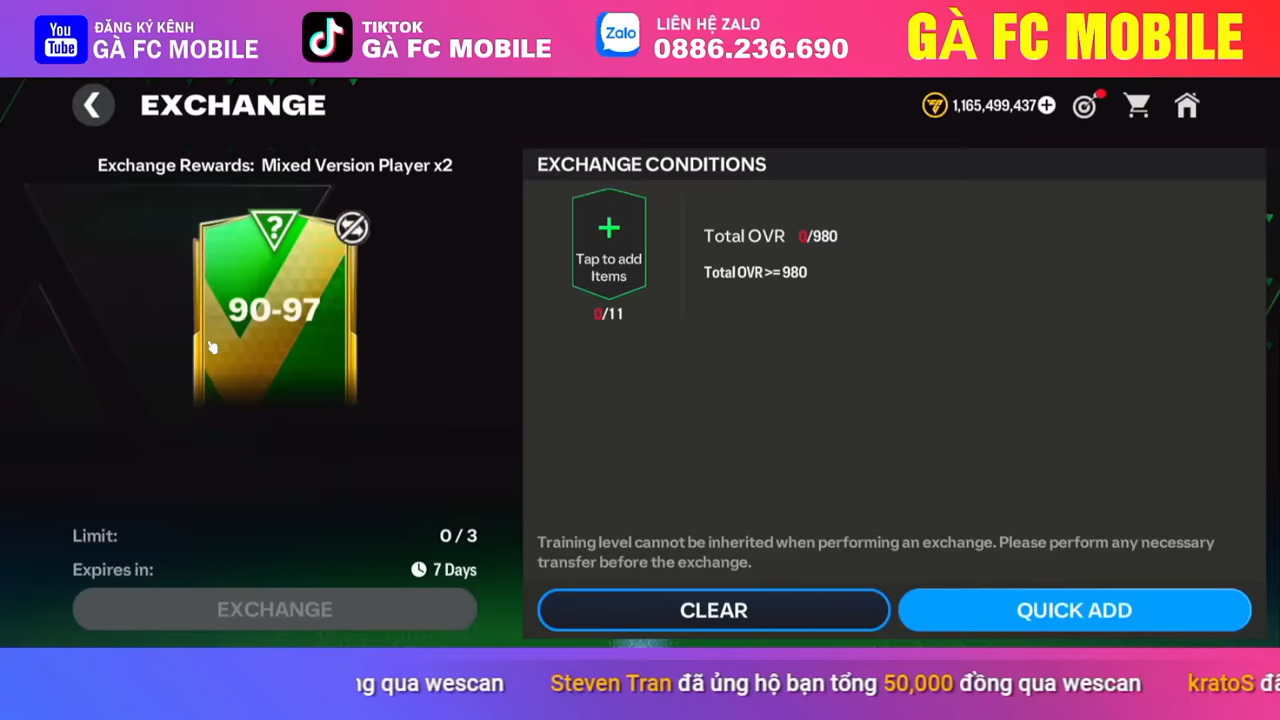 You
Tube
ĐĂNG KÝ KÊNH
GÀ FC MOBILE
TIKTOK
GÀ FC MOBILE
Zalo
LIÊN HỆ ZALO
0886.236.690
GÀ FC MOBILE
EXCHANGE
1,165,499,437
Exchange Rewards: Mixed Version Player x2
?
90-97
EXCHANGE CONDITIONS
Tap to add
Items
0/11
Total OVR 0/980
Total OVR>=980
Limit: 0 / 3
Expires in: 7 Days
EXCHANGE
Training level cannot be inherited when performing an exchange. Please perform any necessary
transfer before the exchange.
CLEAR
QUICK ADD
ng qua wescan Steven Tran đã ủng hộ bạn tổng 50,000 đồng qua wescan kratoS đã